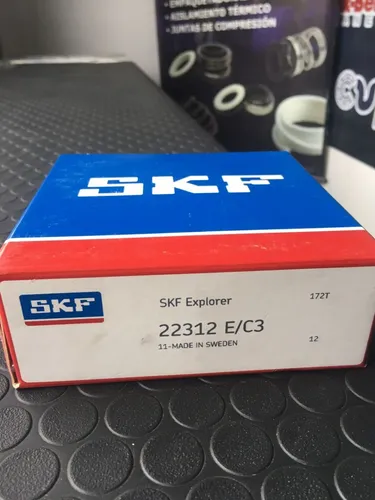 • AISLAMIENTO TÉRMICO
• JUNTAS DE COMPRESIÓN
SKF
SKF
SKF Explorer
172T
22312 E/C3
11-MADE IN SWEDEN
12